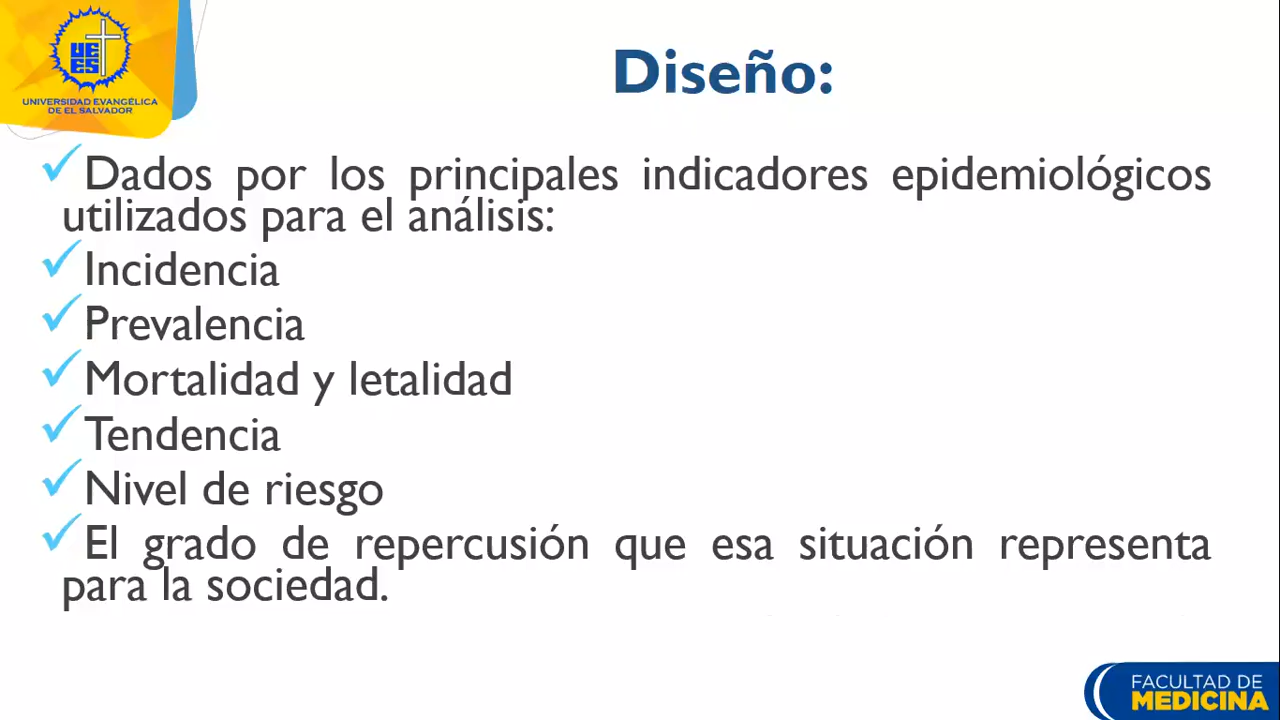 UE
ES
UNIVERSIDAD EVANGÉLICA
DE EL SALVADOR
Diseño:
Dados por los principales indicadores epidemiológicos
utilizados para el análisis:
Incidencia
Prevalencia
Mortalidad y letalidad
Tendencia
Nivel de riesgo
El grado de repercusión que esa situación representa
para la sociedad.
FACULTAD DE
MEDICINA